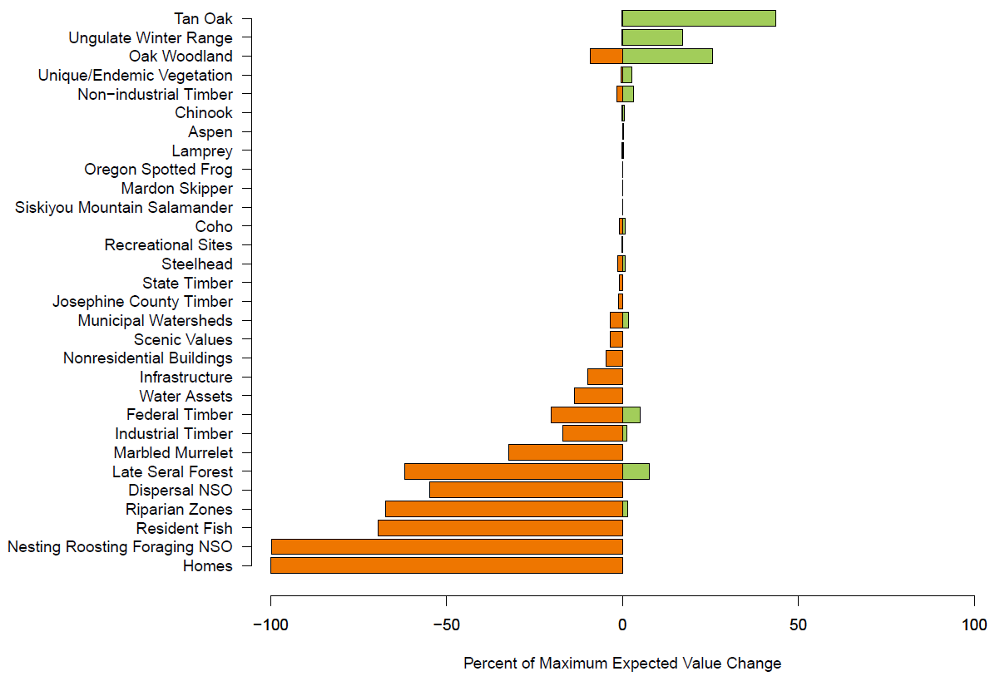 Tan Oak
Ungulate Winter Range
Oak Woodland
Unique/Endemic Vegetation
Non−industrial Timber
Chinook
Aspen
Lamprey
Oregon Spotted Frog
Mardon Skipper
Siskiyou Mountain Salamander
Coho
Recreational Sites
Steelhead
State Timber
Josephine County Timber
Municipal Watersheds
Scenic Values
Nonresidential Buildings
Infrastructure
Water Assets
Federal Timber
Industrial Timber
Marbled Murrelet
Late Seral Forest
Dispersal NSO
Riparian Zones
Resident Fish
Nesting Roosting Foraging NSO
Homes
−100 −50 0 50 100
Percent of Maximum Expected Value Change